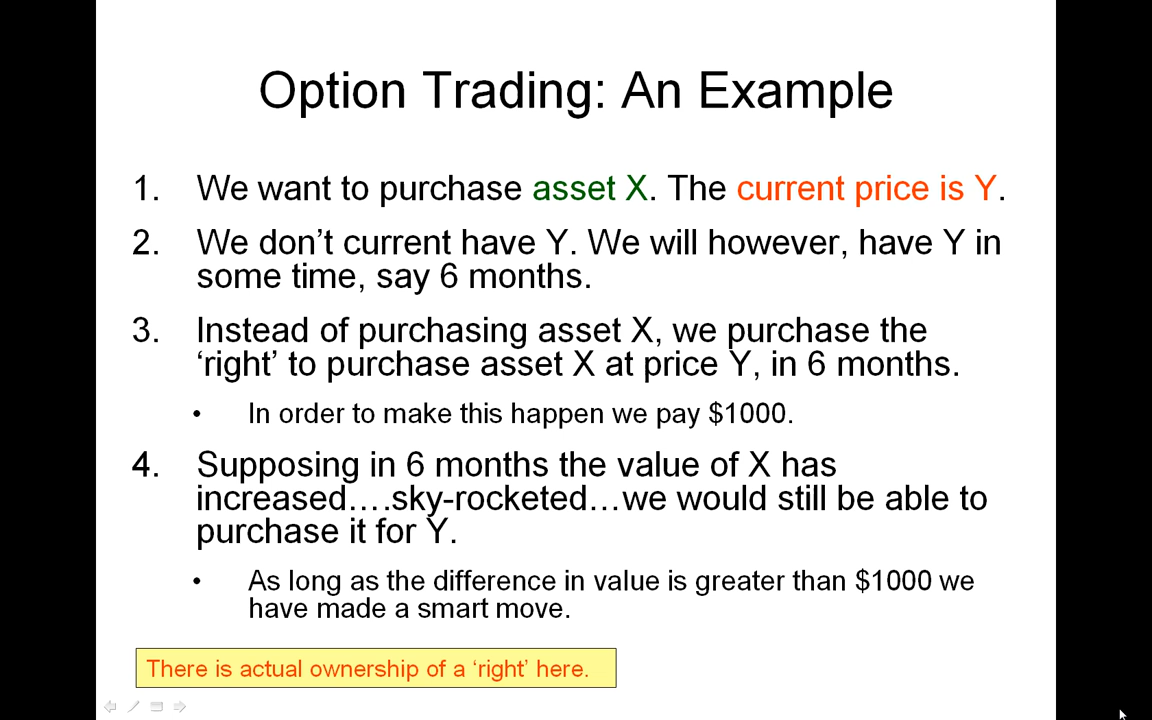 Option Trading: An Example
1. We want to purchase asset X. The current price is Y.
2. We don’t current have Y. We will however, have Y in
some time, say 6 months.
3. Instead of purchasing asset X, we purchase the
‘right’ to purchase asset X at price Y, in 6 months.
• In order to make this happen we pay $1000.
4. Supposing in 6 months the value of X has
increased….sky-rocketed…we would still be able to
purchase it for Y.
• As long as the difference in value is greater than $1000 we
have made a smart move.
There is actual ownership of a ‘right’ here.